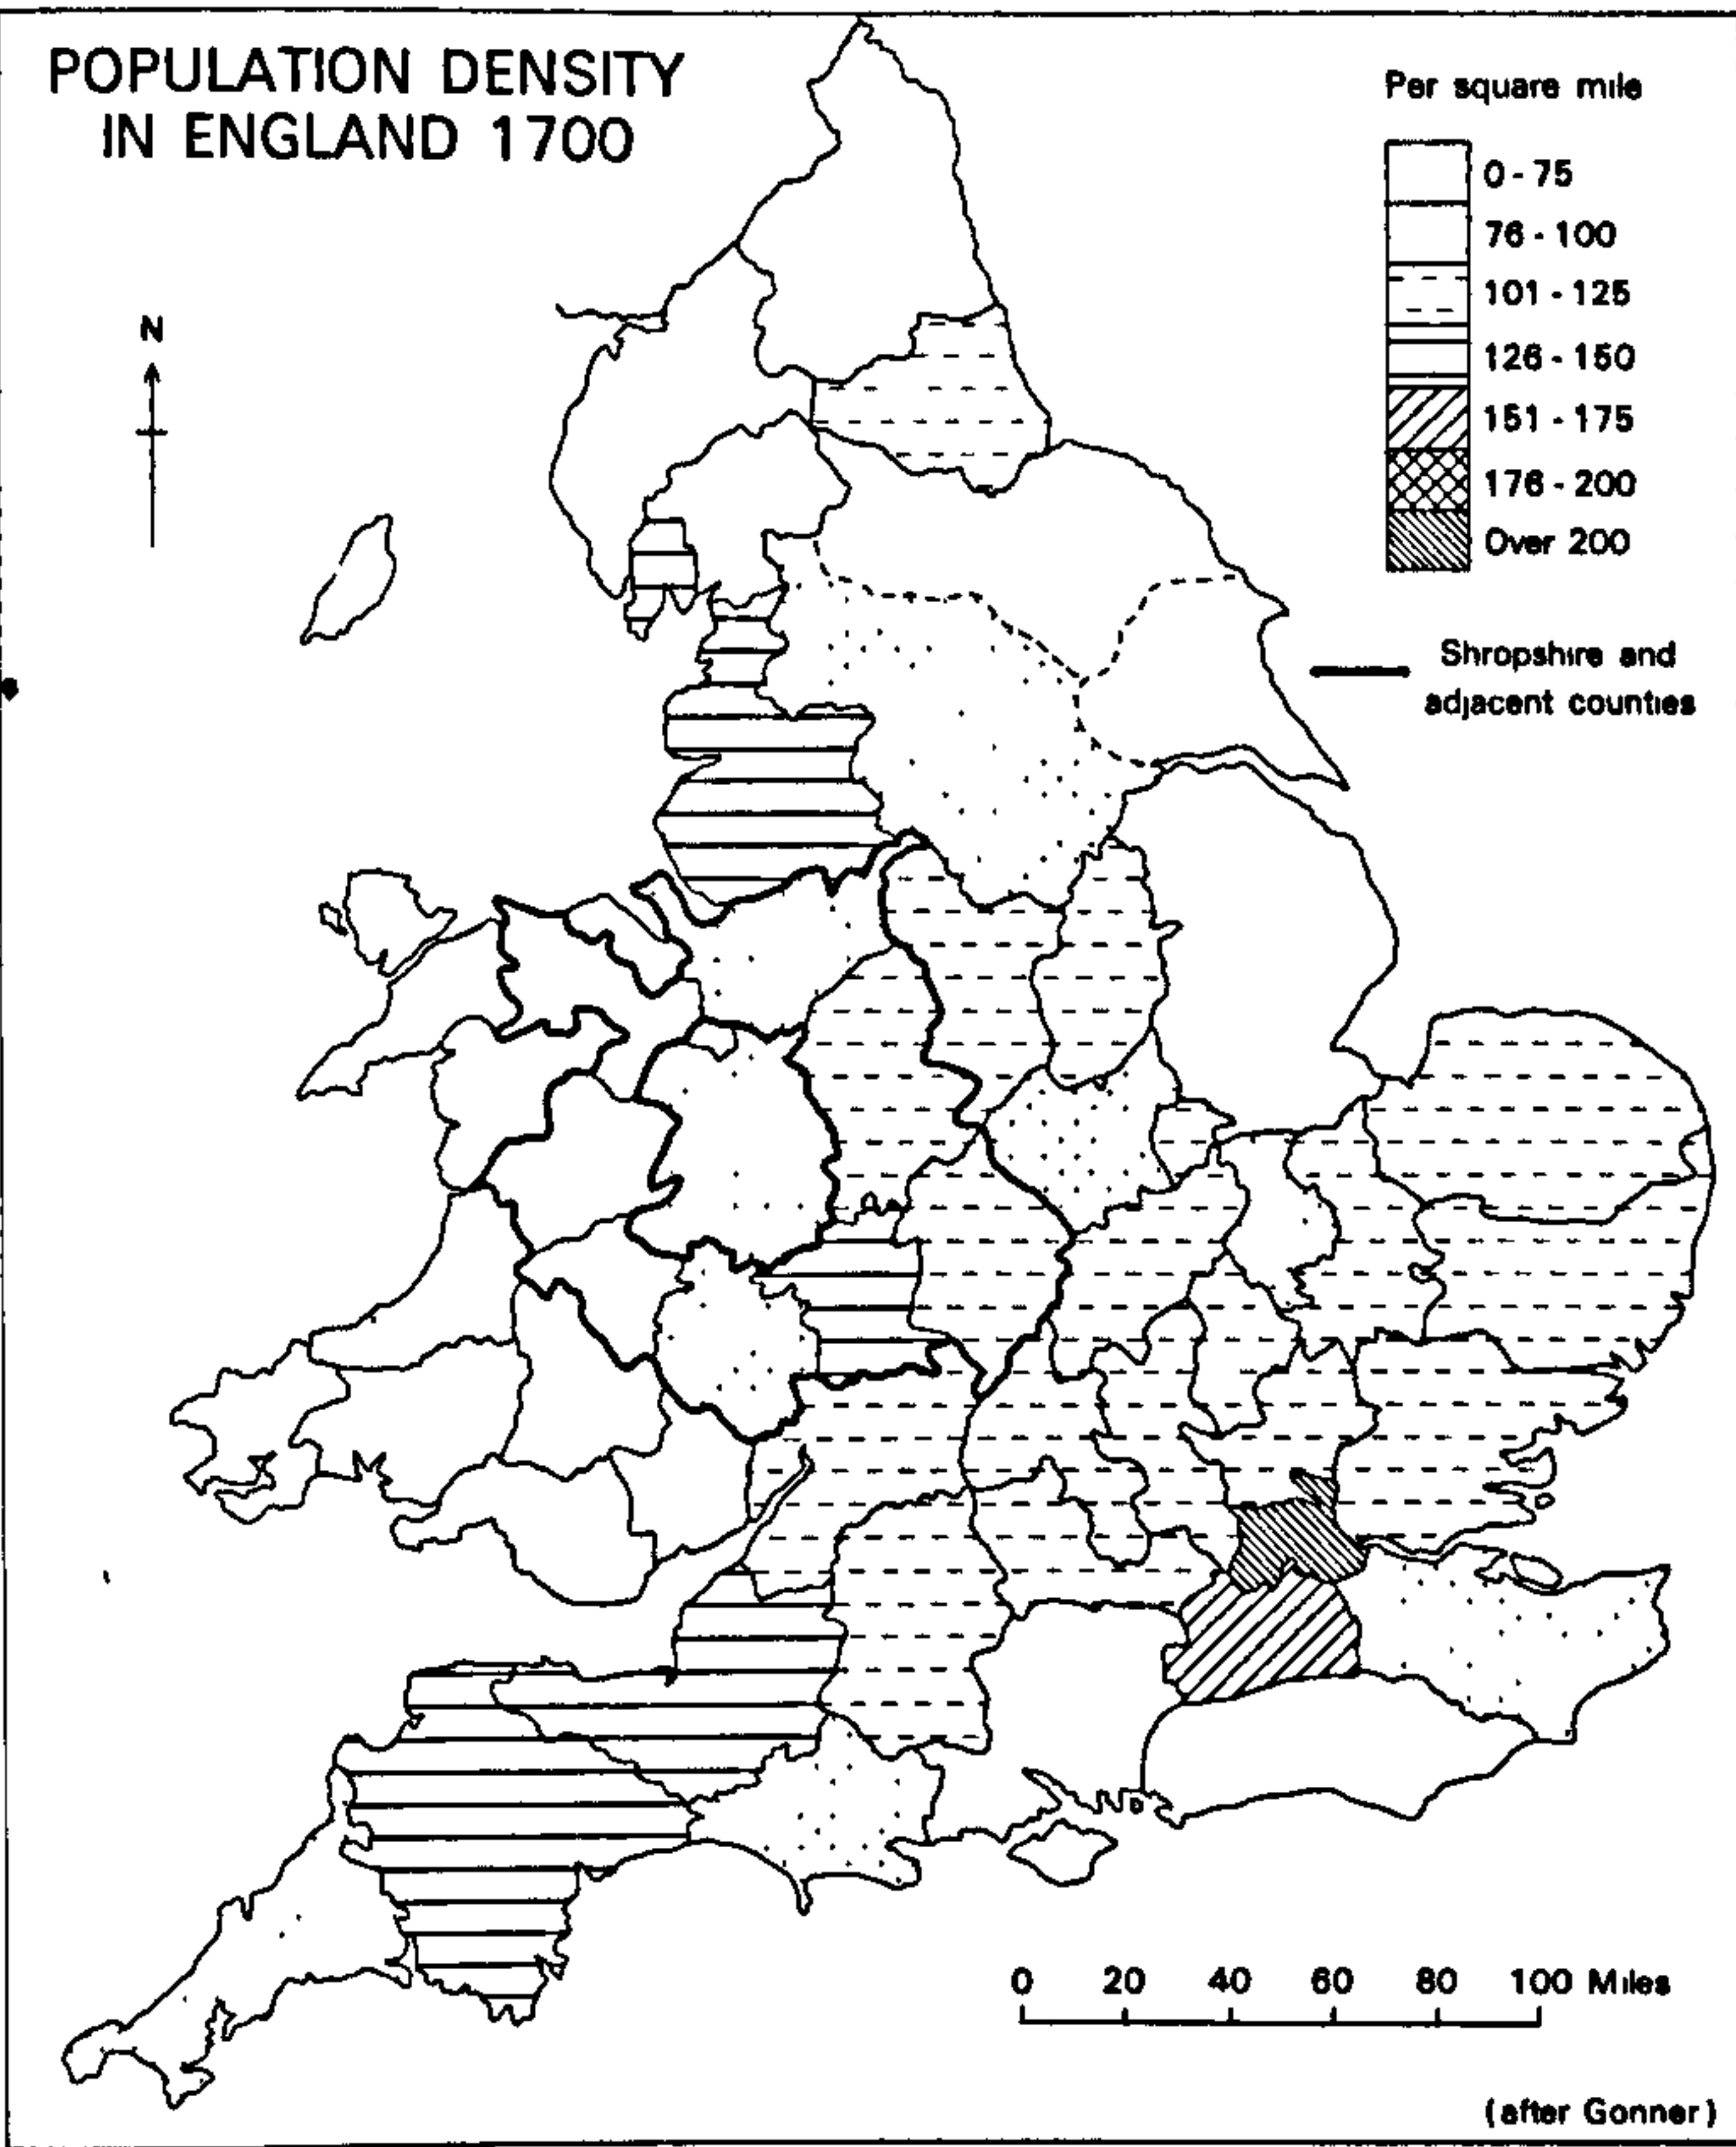 POPULATION DENSITY
IN ENGLAND 1700
Per square mile
0 - 75
76 - 100
101 - 125
126 - 150
151 - 175
176 - 200
Over 200
N
Shropshire and
adjacent counties
0 20 40 60 80 100 Miles
(after Gonner)